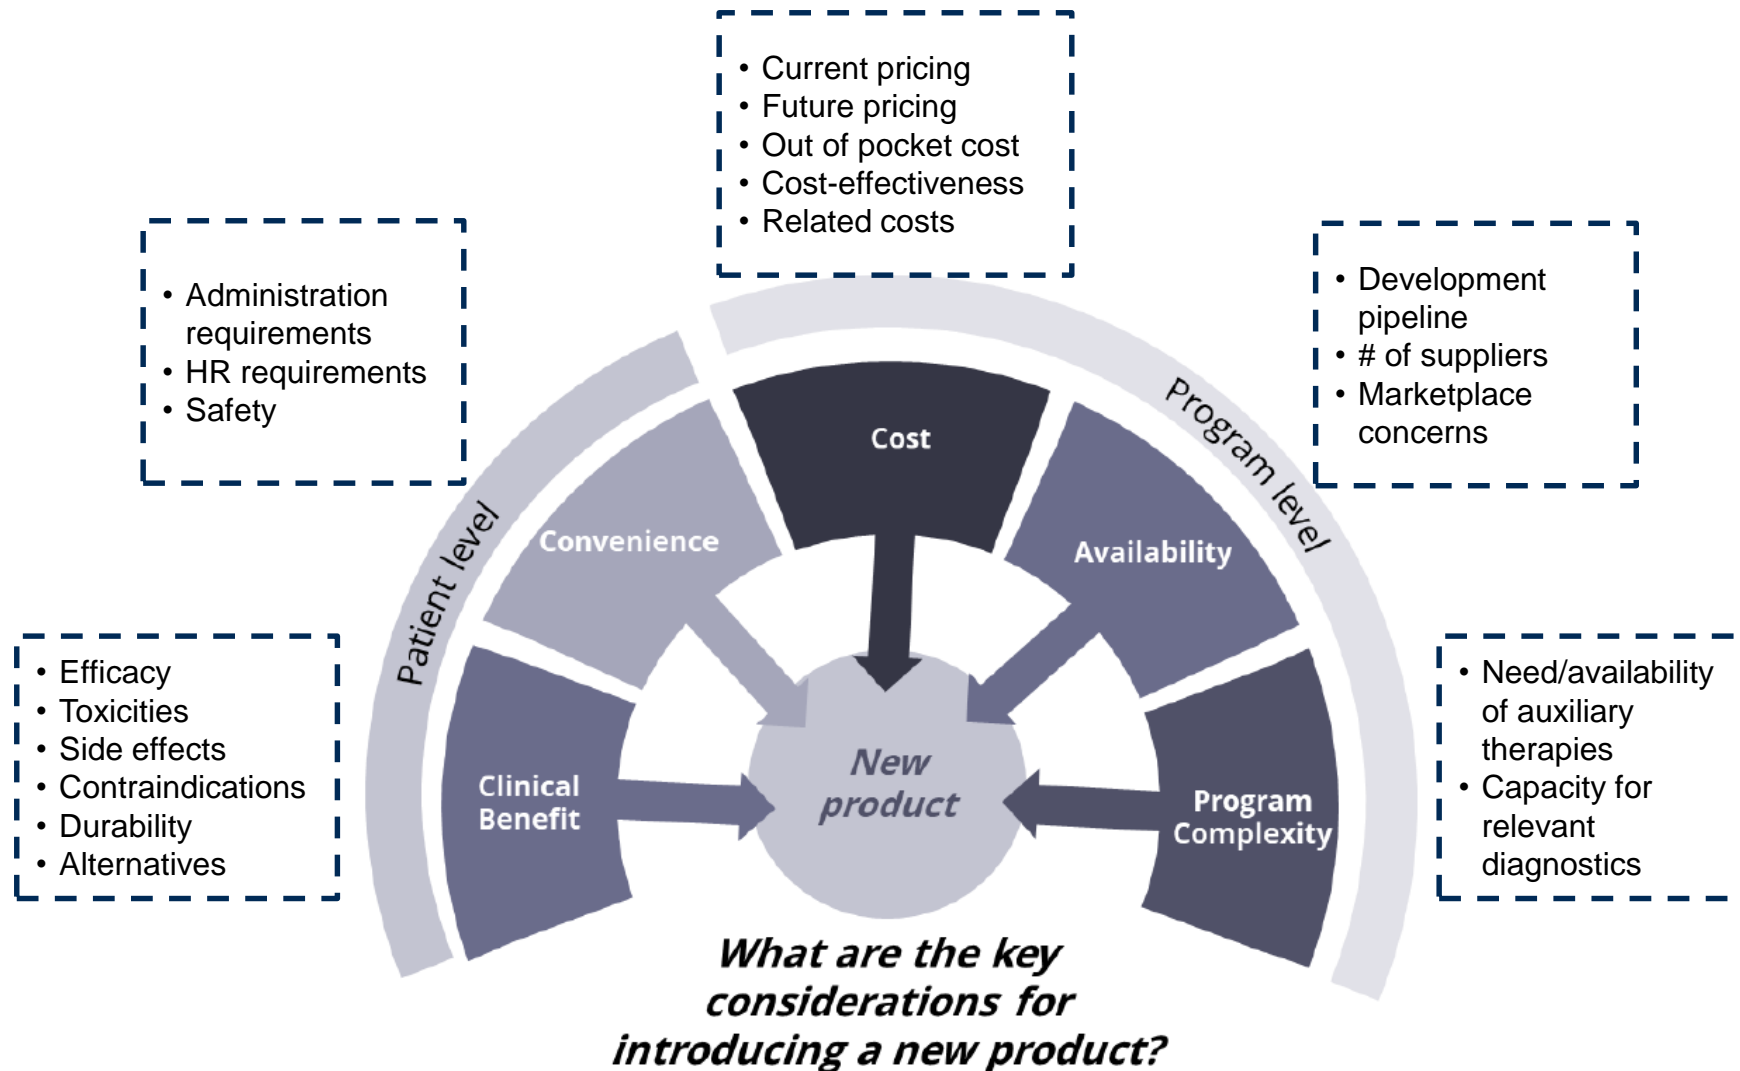 • Current pricing
• Future pricing
• Out of pocket cost
• Cost-effectiveness
• Related costs
• Administration
requirements
• HR requirements
• Safety
• Development
pipeline
• # of suppliers
• Marketplace
concerns
Patient level
Program level
Cost
Convenience
Availability
• Efficacy
• Toxicities
• Side effects
• Contraindications
• Durability
• Alternatives
Clinical
Benefit
New
product
Program
Complexity
• Need/availability
of auxiliary
therapies
• Capacity for
relevant
diagnostics
What are the key
considerations for
introducing a new product?